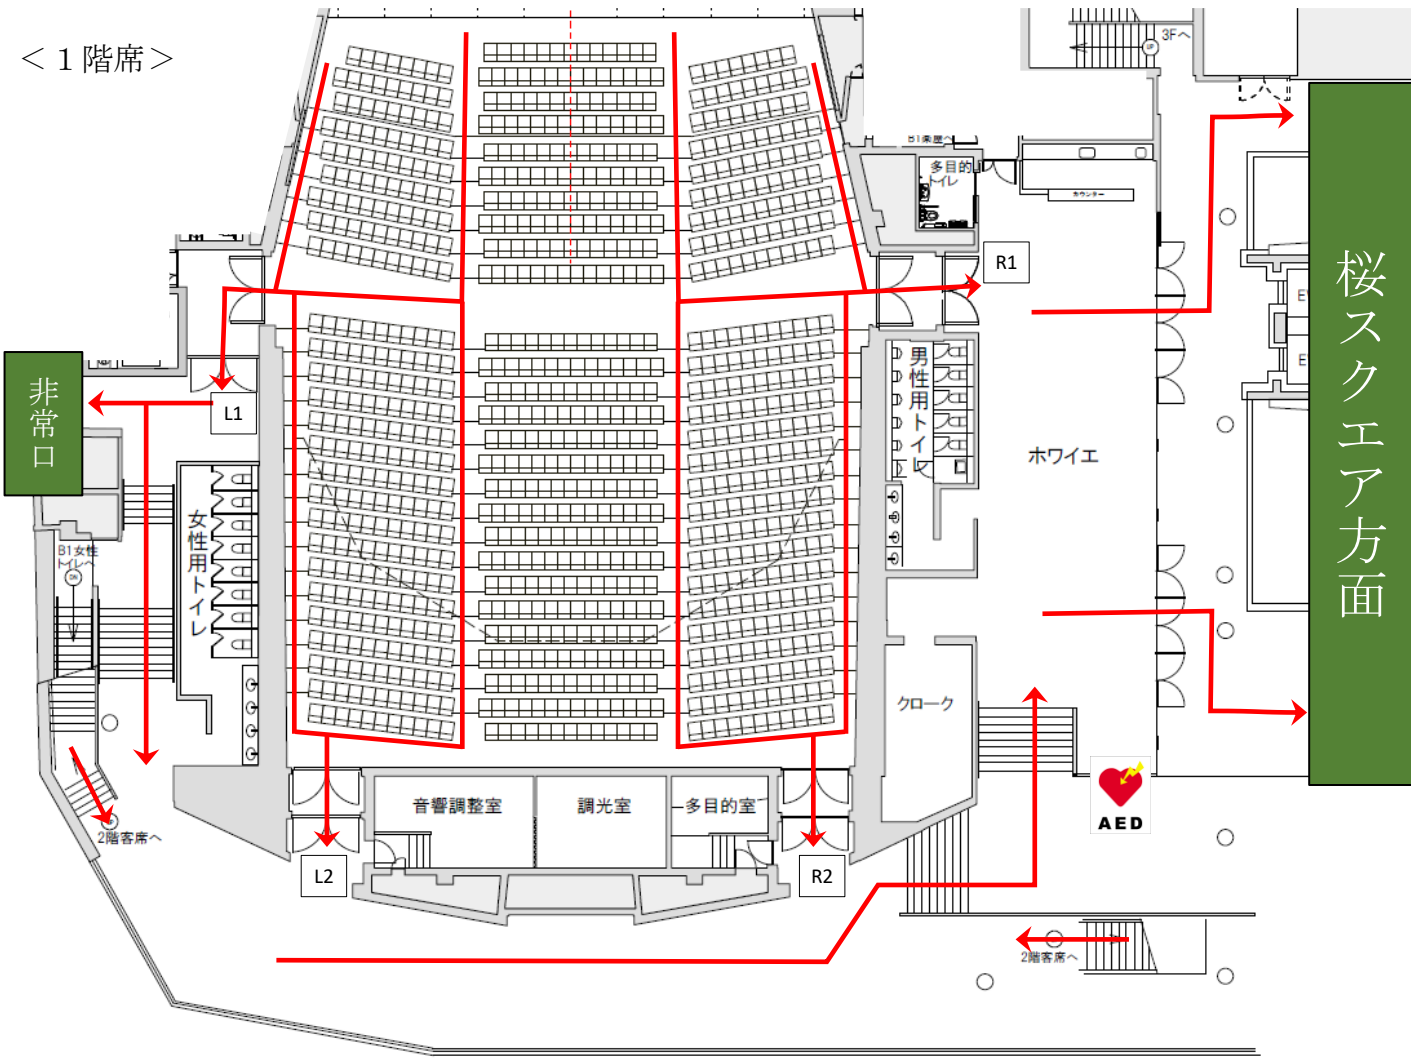 ＜１階席＞
3Fへ
UP
B1楽屋へ
多目的
トイレ
カウンター
R1
桜スクエア方面
非常口
L1
男性用トイレ
ホワイエ
女性用トイレ
B1女性
トイレへ
DN
クローク
音響調整室
調光室
多目的室
AED
2階客席へ
L2
R2
2階客席へ